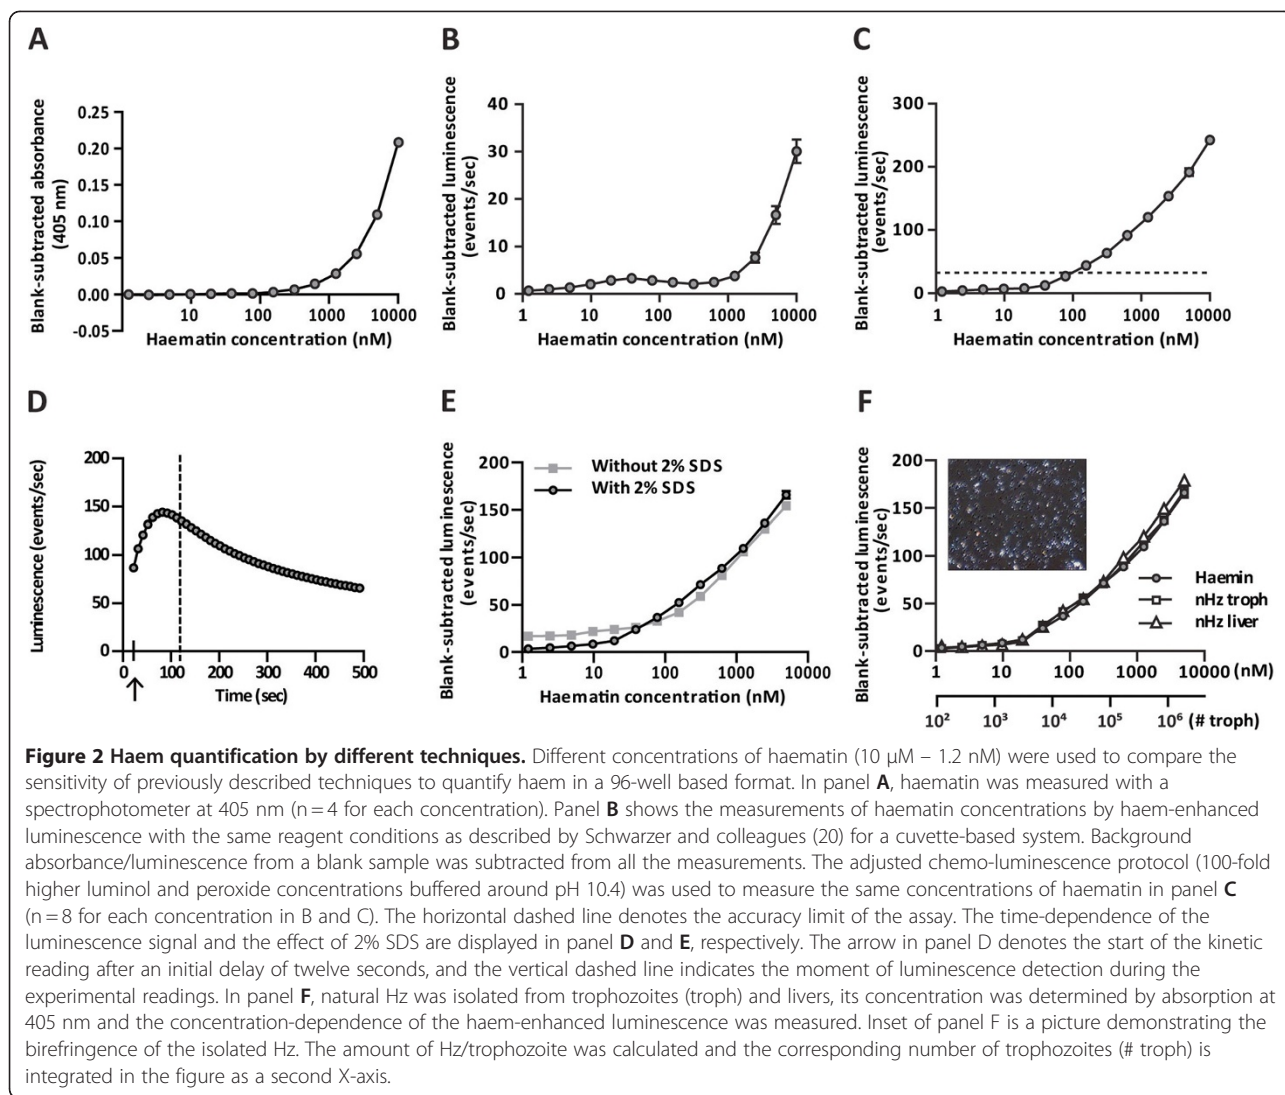 A
Blank-subtracted absorbance
(405 nm)
0.25
0.20
0.15
0.10
0.05
0.00
-0.05
1
10
100
1000
10000
Haematin concentration (nM)
B
Blank-subtracted luminescence
(events/sec)
40
30
20
10
0
1
10
100
1000
10000
Haematin concentration (nM)
C
Blank-subtracted luminescence
(events/sec)
300
200
100
0
1
10
100
1000
10000
Haematin concentration (nM)
D
Luminescence (events/sec)
200
150
100
50
0
0
100
200
300
400
500
Time (sec)
E
Blank-subtracted luminescence
(events/sec)
200
150
100
50
0
Without 2% SDS
With 2% SDS
1
10
100
1000
10000
Haematin concentration (nM)
F
Blank-subtracted luminescence
(events/sec)
200
150
100
50
0
Haemin
nHz troph
nHz liver
1
10
100
1000
10000 (nM)
10² 10³ 10⁴ 10⁵ 10⁶ (# troph)
Figure 2 Haem quantification by different techniques. Different concentrations of haematin (10 μM – 1.2 nM) were used to compare the
sensitivity of previously described techniques to quantify haem in a 96-well based format. In panel A, haematin was measured with a
spectrophotometer at 405 nm (n = 4 for each concentration). Panel B shows the measurements of haematin concentrations by haem-enhanced
luminescence with the same reagent conditions as described by Schwarzer and colleagues (20) for a cuvette-based system. Background
absorbance/luminescence from a blank sample was subtracted from all the measurements. The adjusted chemo-luminescence protocol (100-fold
higher luminol and peroxide concentrations buffered around pH 10.4) was used to measure the same concentrations of haematin in panel C
(n = 8 for each concentration in B and C). The horizontal dashed line denotes the accuracy limit of the assay. The time-dependence of the
luminescence signal and the effect of 2% SDS are displayed in panel D and E, respectively. The arrow in panel D denotes the start of the kinetic
reading after an initial delay of twelve seconds, and the vertical dashed line indicates the moment of luminescence detection during the
experimental readings. In panel F, natural Hz was isolated from trophozoites (troph) and livers, its concentration was determined by absorption at
405 nm and the concentration-dependence of the haem-enhanced luminescence was measured. Inset of panel F is a picture demonstrating the
birefringence of the isolated Hz. The amount of Hz/trophozoite was calculated and the corresponding number of trophozoites (# troph) is
integrated in the figure as a second X-axis.